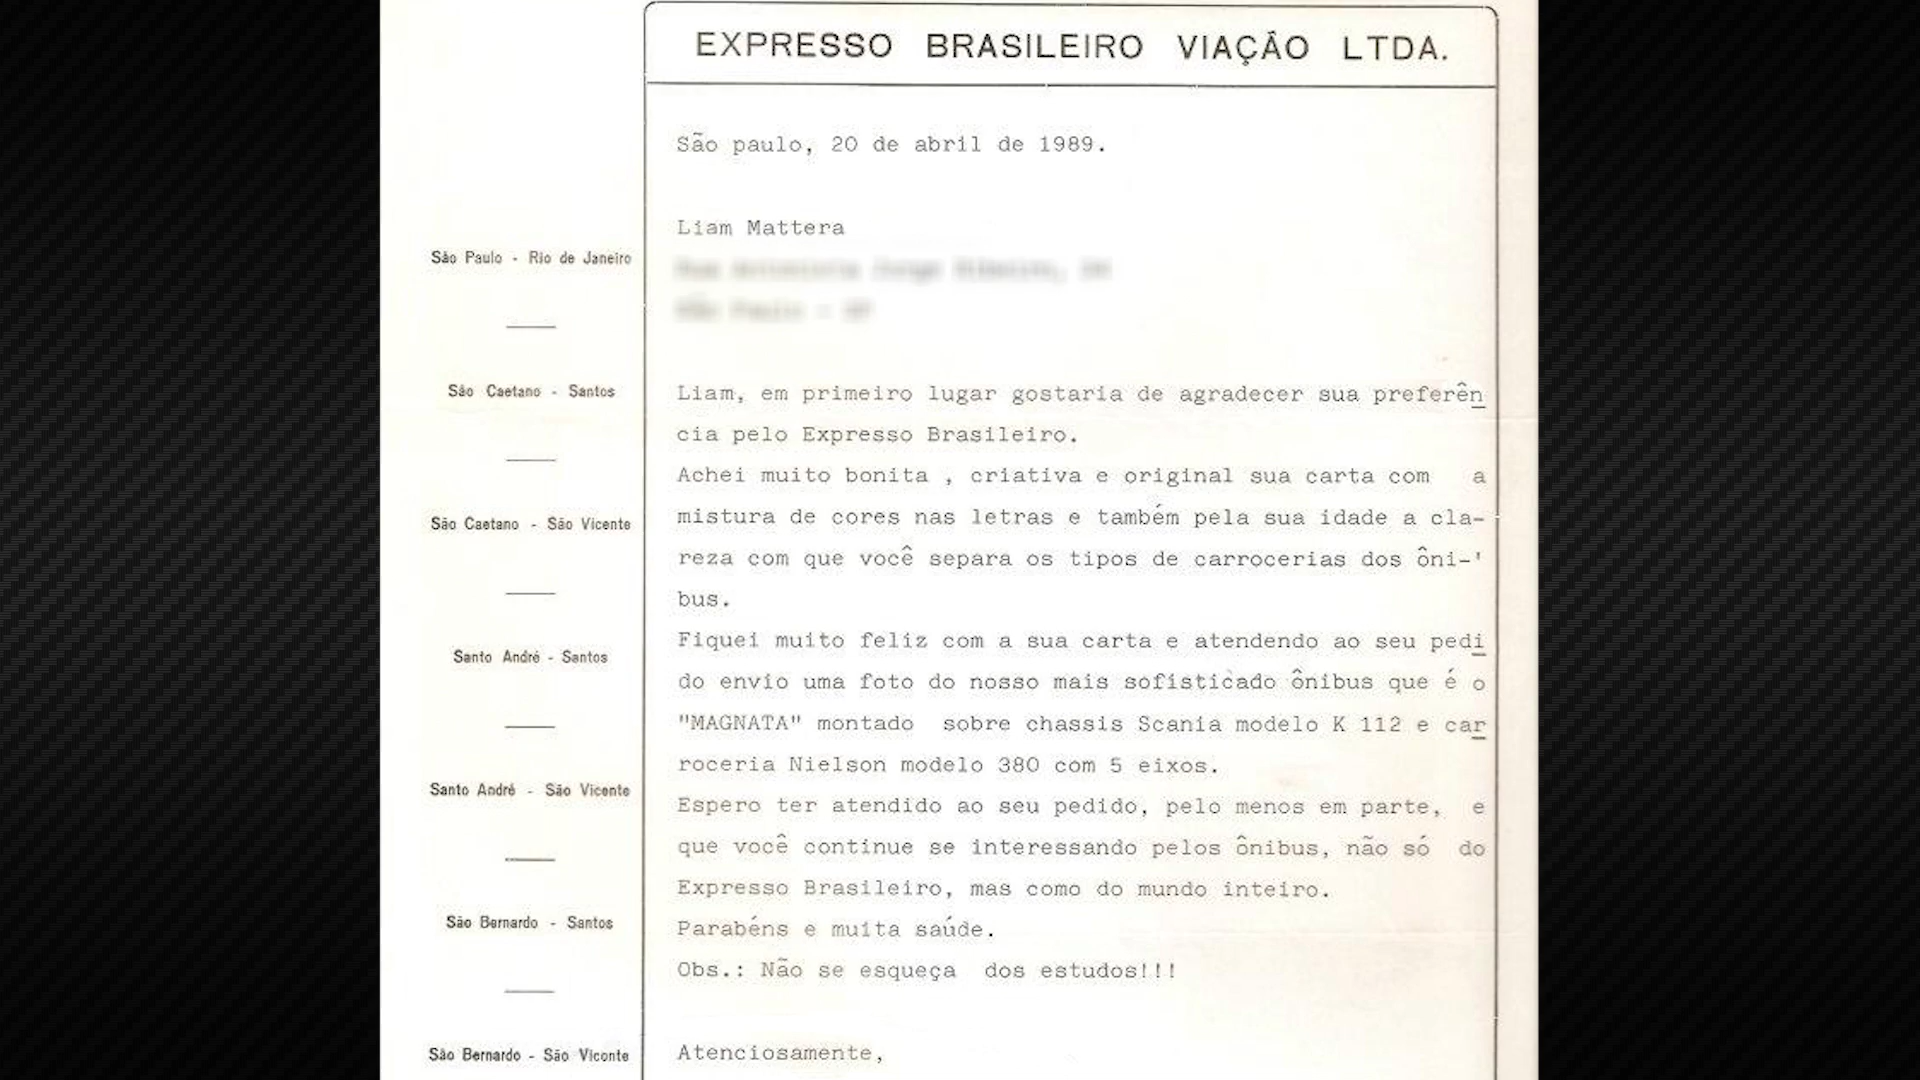 EXPRESSO BRASILEIRO VIAÇÃO LTDA.
São paulo, 20 de abril de 1989.
Liam Mattera
São Paulo - Rio de Janeiro
São Caetano - Santos
São Caetano - São Vicente
Santo André - Santos
Santo André - São Vicente
São Bernardo - Santos
São Bernardo - São Viconte
Liam, em primeiro lugar gostaria de agradecer sua preferên
cia pelo Expresso Brasileiro.
Achei muito bonita , criativa e original sua carta com a
mistura de cores nas letras e também pela sua idade a cla-
reza com que você separa os tipos de carrocerias dos ôni-'
bus.
Fiquei muito feliz com a sua carta e atendendo ao seu pedi
do envio uma foto do nosso mais sofisticado ônibus que é o
"MAGNATA" montado sobre chassis Scania modelo K 112 e car
roceria Nielson modelo 380 com 5 eixos.
Espero ter atendido ao seu pedido, pelo menos em parte, e
que você continue se interessando pelos ônibus, não só do
Expresso Brasileiro, mas como do mundo inteiro.
Parabéns e muita saúde.
Obs.: Não se esqueça dos estudos!!!
Atenciosamente,